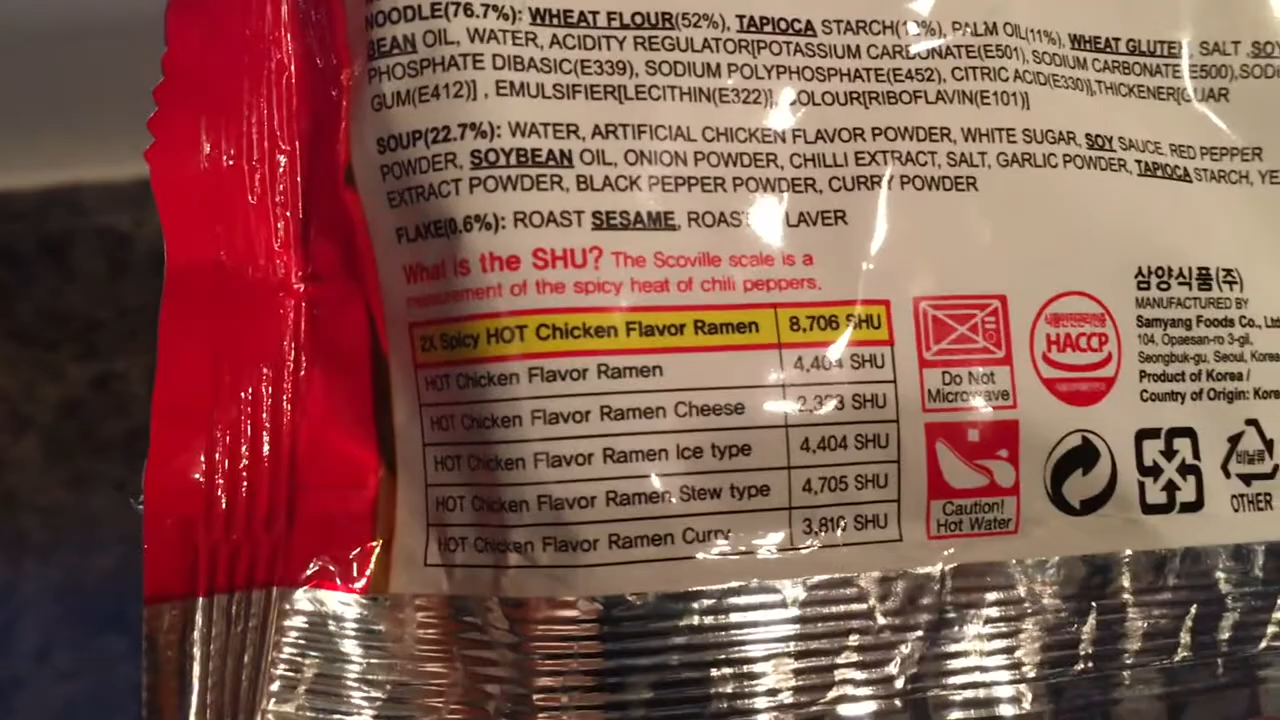 NOODLE(76.7%): WHEAT FLOUR(52%), TAPIOCA STARCH( %), PALM OIL(11%), WHEAT GLUTEN, SALT, SOY
BEAN OIL, WATER, ACIDITY REGULATOR[POTASSIUM CARBONATE(E501), SODIUM CARBONATE(E500), SODI
PHOSPHATE DIBASIC(E339), SODIUM POLYPHOSPHATE(E452), CITRIC ACID(E330)], THICKENER[GUAR
GUM(E412)] , EMULSIFIER[LECITHIN(E322)], COLOUR[RIBOFLAVIN(E101)]
SOUP(22.7%): WATER, ARTIFICIAL CHICKEN FLAVOR POWDER, WHITE SUGAR, SOY SAUCE, RED PEPPER
POWDER, SOYBEAN OIL, ONION POWDER, CHILLI EXTRACT, SALT, GARLIC POWDER, TAPIOCA STARCH, YE
EXTRACT POWDER, BLACK PEPPER POWDER, CURRY POWDER
FLAKE(0.6%): ROAST SESAME, ROAST LAVER
What is the SHU? The Scoville scale is a
measurement of the spicy heat of chili peppers.
2X Spicy HOT Chicken Flavor Ramen 8,706 SHU
HOT Chicken Flavor Ramen 4,404 SHU
HOT Chicken Flavor Ramen Cheese 2,323 SHU
HOT Chicken Flavor Ramen Ice type 4,404 SHU
HOT Chicken Flavor Ramen Stew type 4,705 SHU
HOT Chicken Flavor Ramen Curry 3,810 SHU
Do Not
Microwave
Caution!
Hot Water
HACCP
삼양식품(주)
MANUFACTURED BY
Samyang Foods Co., Ltd
104, Opaesan-ro 3-gil,
Seongbuk-gu, Seoul, Korea
Product of Korea /
Country of Origin: Kore
비닐류
OTHER